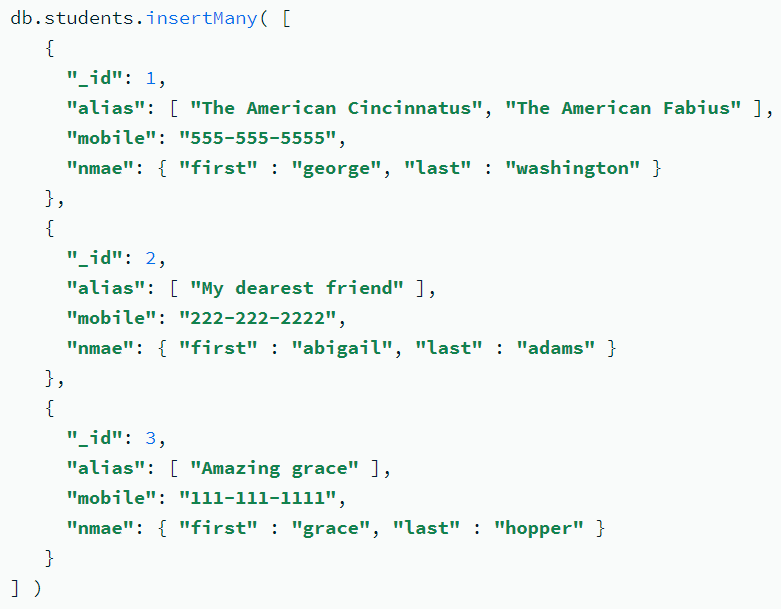 db.students.insertMany( [
   {
     "_id": 1,
     "alias": [ "The American Cincinnatus", "The American Fabius" ],
     "mobile": "555-555-5555",
     "nmae": { "first" : "george", "last" : "washington" }
   },
   {
     "_id": 2,
     "alias": [ "My dearest friend" ],
     "mobile": "222-222-2222",
     "nmae": { "first" : "abigail", "last" : "adams" }
   },
   {
     "_id": 3,
     "alias": [ "Amazing grace" ],
     "mobile": "111-111-1111",
     "nmae": { "first" : "grace", "last" : "hopper" }
   }
] )